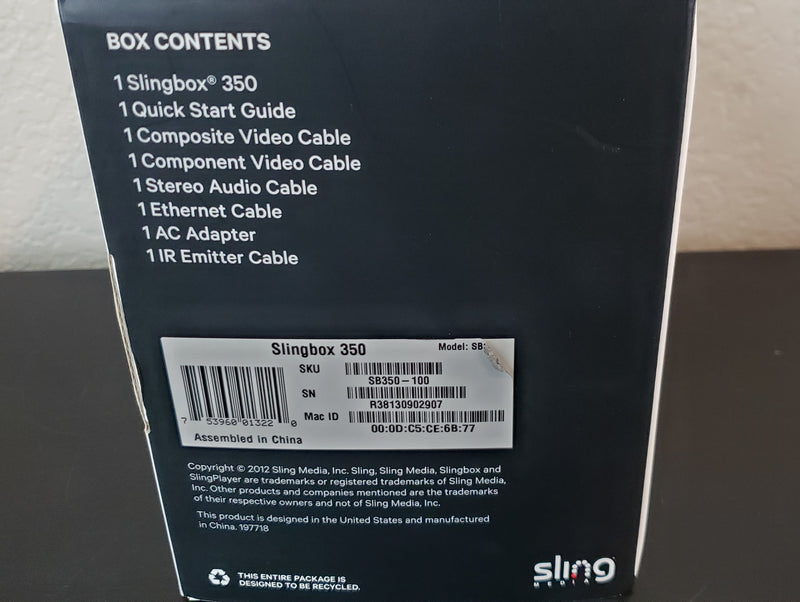 BOX CONTENTS
1 Slingbox® 350
1 Quick Start Guide
1 Composite Video Cable
1 Component Video Cable
1 Stereo Audio Cable
1 Ethernet Cable
1 AC Adapter
1 IR Emitter Cable
Slingbox 350 Model: SB
SKU
SB350-100
SN
R38130902907
Mac ID
00:0D:C5:CE:6B:77
7 53960 01322 0
Assembled in China
Copyright © 2012 Sling Media, Inc. Sling, Sling Media, Slingbox and
SlingPlayer are trademarks or registered trademarks of Sling Media,
Inc. Other products and companies mentioned are the trademarks
of their respective owners and not of Sling Media, Inc.
This product is designed in the United States and manufactured
in China. 197718
THIS ENTIRE PACKAGE IS
DESIGNED TO BE RECYCLED.
sling
MEDIA